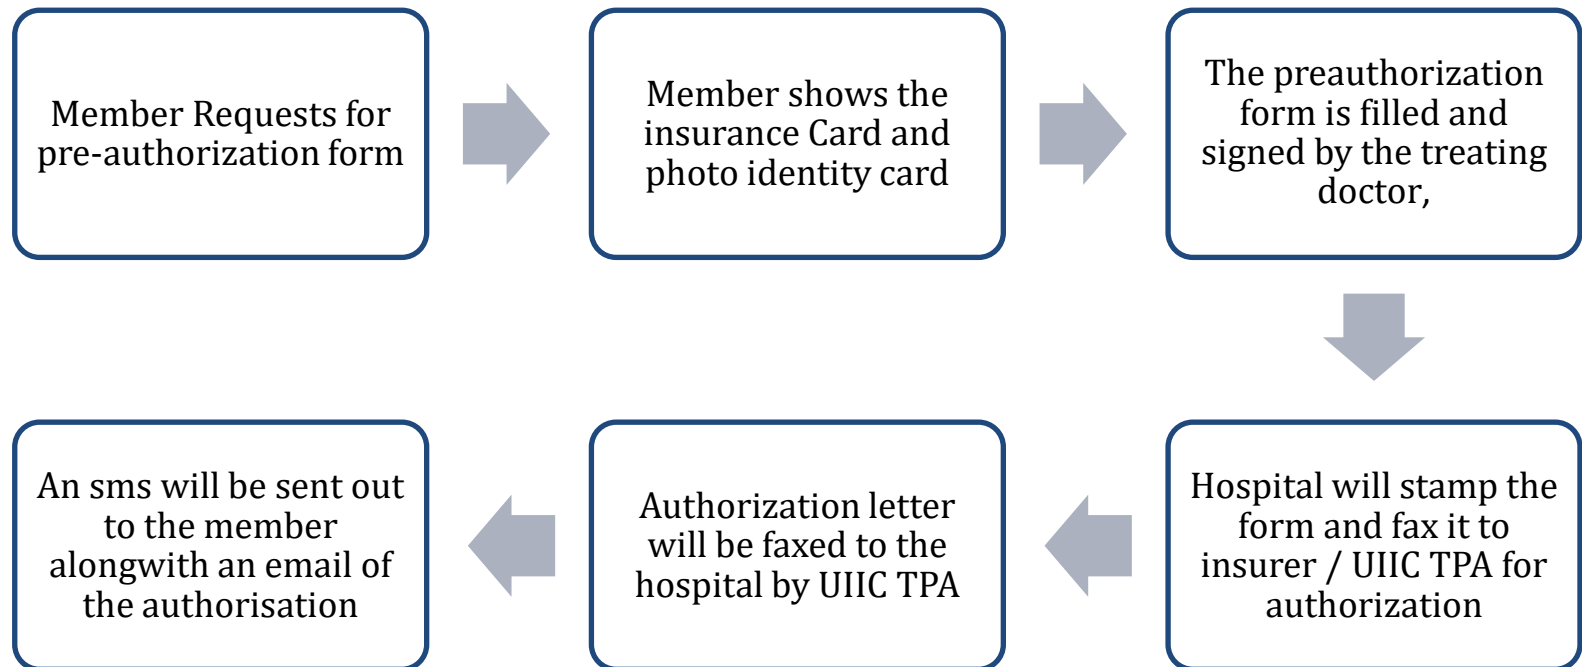 Member Requests for
pre-authorization form
Member shows the
insurance Card and
photo identity card
The preauthorization
form is filled and
signed by the treating
doctor,
Hospital will stamp the
form and fax it to
insurer / UIIC TPA for
authorization
Authorization letter
will be faxed to the
hospital by UIIC TPA
An sms will be sent out
to the member
alongwith an email of
the authorisation